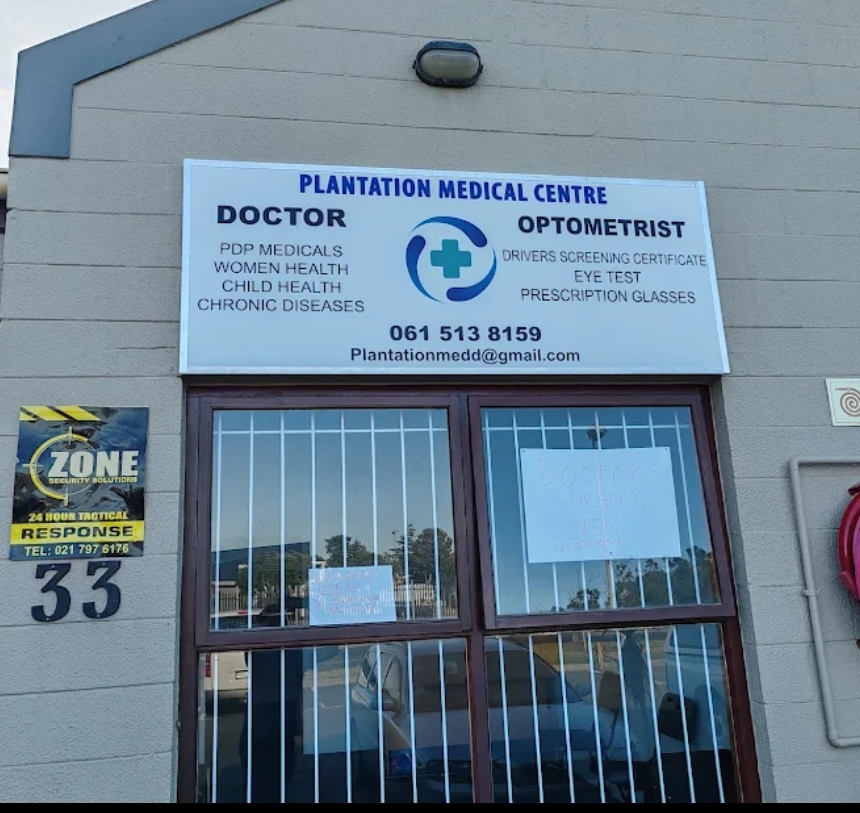 PLANTATION MEDICAL CENTRE
DOCTOR
PDP MEDICALS
WOMEN HEALTH
CHILD HEALTH
CHRONIC DISEASES
OPTOMETRIST
DRIVERS SCREENING CERTIFICATE
EYE TEST
PRESCRIPTION GLASSES
061 513 8159
Plantationmedd@gmail.com
ZONE
SECURITY SOLUTIONS
24 HOUR TACTICAL
RESPONSE
TEL: 021 797 6176
33
DOCTORS
SURGERY